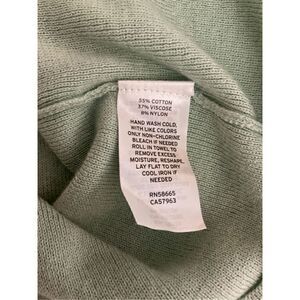 55% COTTON
37% VISCOSE
8% NYLON
HAND WASH COLD,
WITH LIKE COLORS
ONLY NON-CHLORINE
BLEACH IF NEEDED
ROLL IN TOWEL TO
REMOVE EXCESS
MOISTURE, RESHAPE,
LAY FLAT TO DRY
COOL IRON IF
NEEDED
RN58665
CA57963